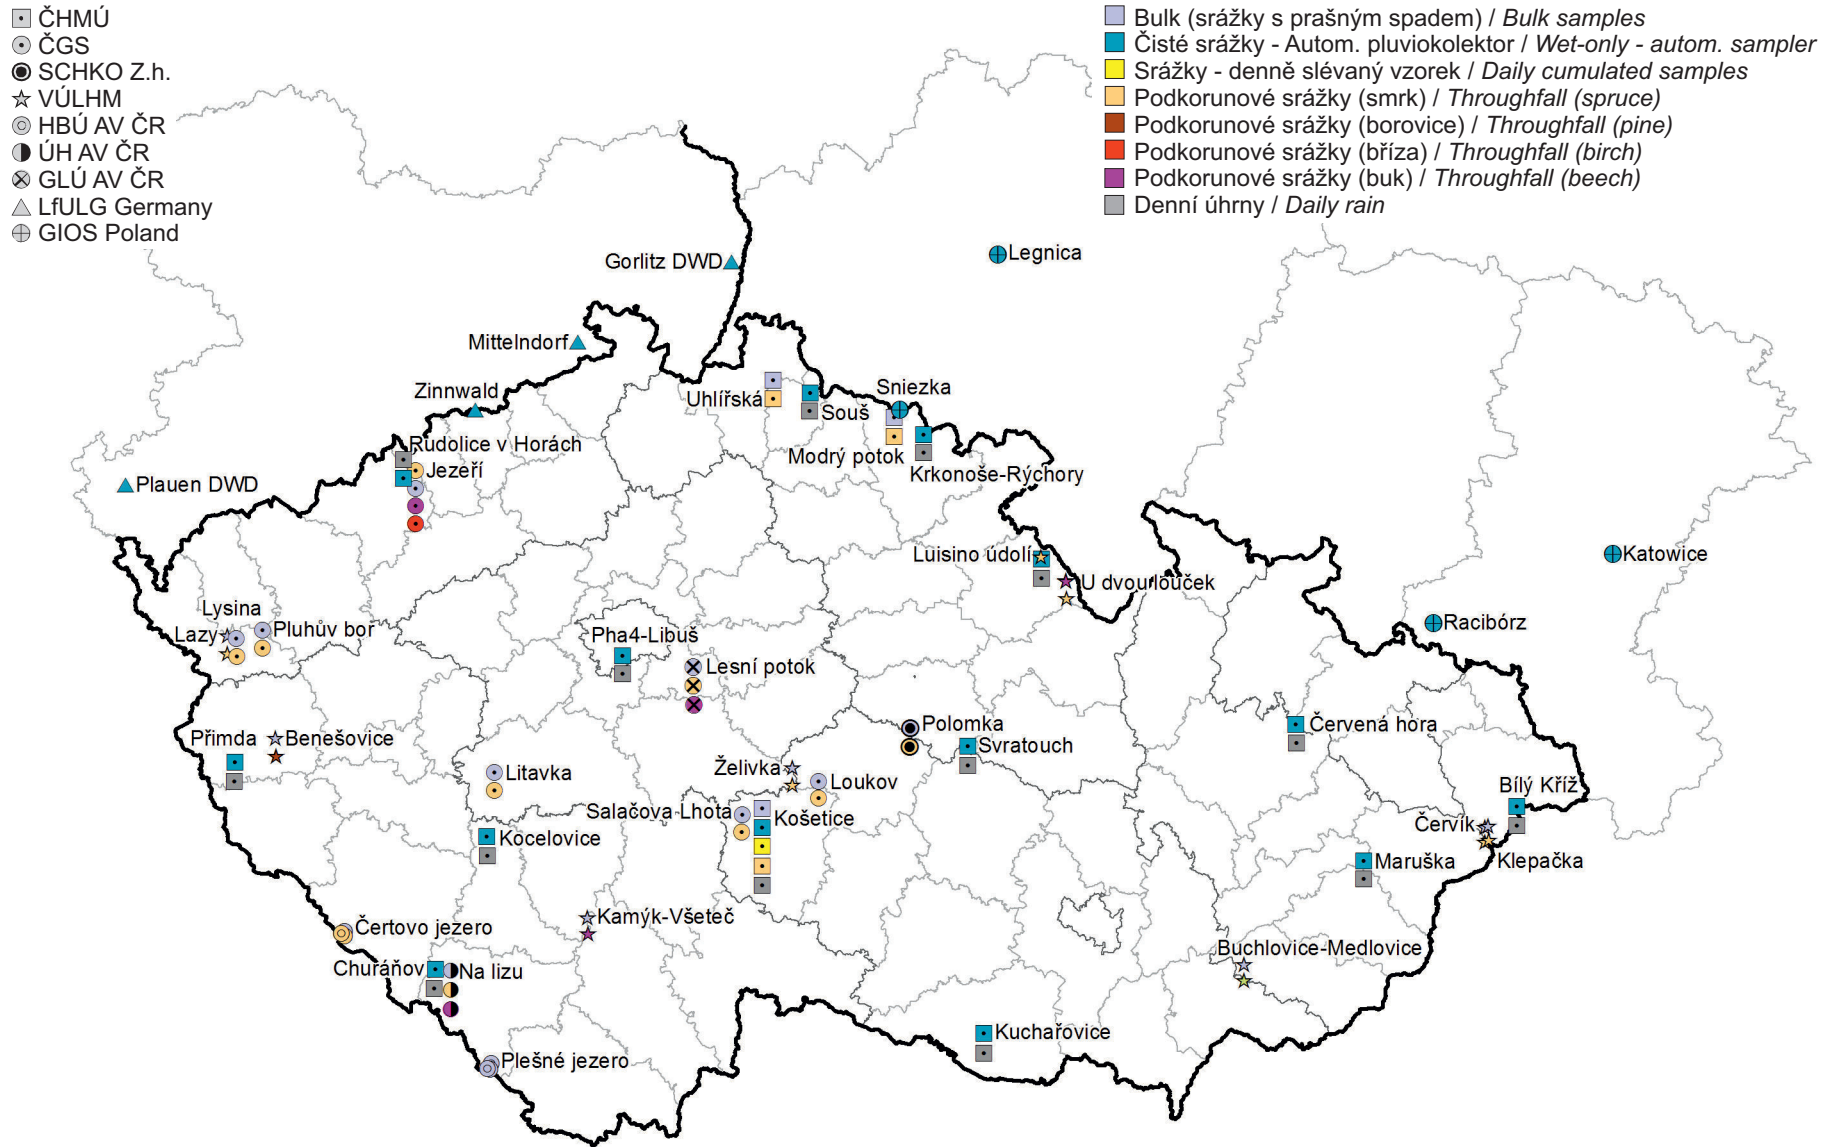 ČHMÚ
ČGS
SCHKO Z.h.
VÚLHM
HBÚ AV ČR
ÚH AV ČR
GLÚ AV ČR
LfULG Germany
GIOS Poland
Bulk (srážky s prašným spadem) / Bulk samples
Čisté srážky - Autom. pluviokolektor / Wet-only - autom. sampler
Srážky - denně slévaný vzorek / Daily cumulated samples
Podkorunové srážky (smrk) / Throughfall (spruce)
Podkorunové srážky (borovice) / Throughfall (pine)
Podkorunové srážky (bříza) / Throughfall (birch)
Podkorunové srážky (buk) / Throughfall (beech)
Denní úhrny / Daily rain
Legnica
Gorlitz DWD
Mittelndorf
Zinnwald
Sniezka
Uhlířská
Souš
Rudolice v Horách
Modrý potok
Jezeří
Krkonoše-Rýchory
Plauen DWD
Luisino údolí
Katowice
U dvourlouček
Lysina
Racibórz
Lazy
Pluhův bor
Pha4-Libuš
Lesní potok
Polomka
Červená hora
Přimda
Benešovice
Svratouch
Litavka
Želivka
Loukov
Bílý Kříž
Salačova Lhota
Košetice
Červík
Kocelovice
Maruška
Klepačka
Kamýk-Všeteč
Čertovo jezero
Buchlovice-Medlovice
Churáňov
Na lizu
Kuchařovice
Plešné jezero